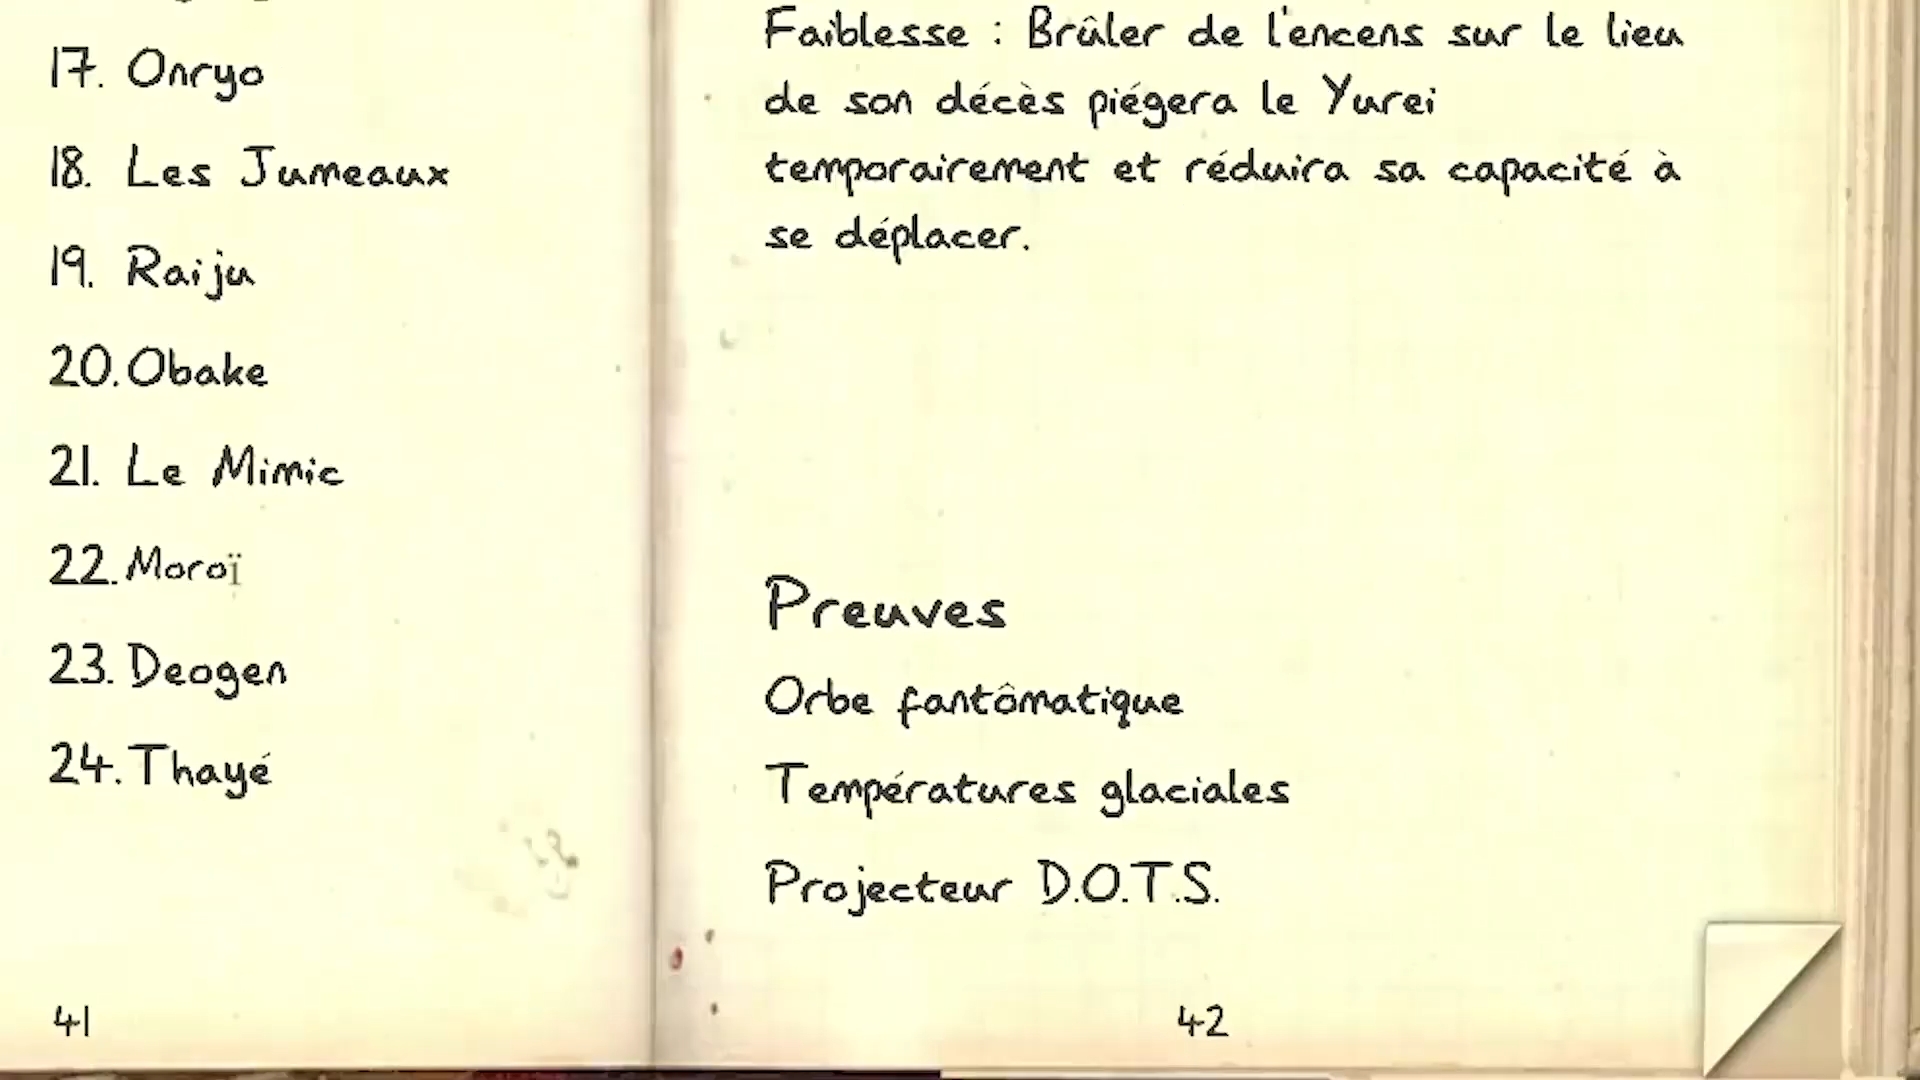 17. Onryo
18. Les Jumeaux
19. Raiju
20. Obake
21. Le Mimic
22. Moroï
23. Deogen
24. Thayé
41
Faiblesse : Brûler de l'encens sur le lieu
de son décès piégera le Yurei
temporairement et réduira sa capacité à
se déplacer.
Preuves
Orbe fantômatique
Températures glaciales
Projecteur D.O.T.S.
42